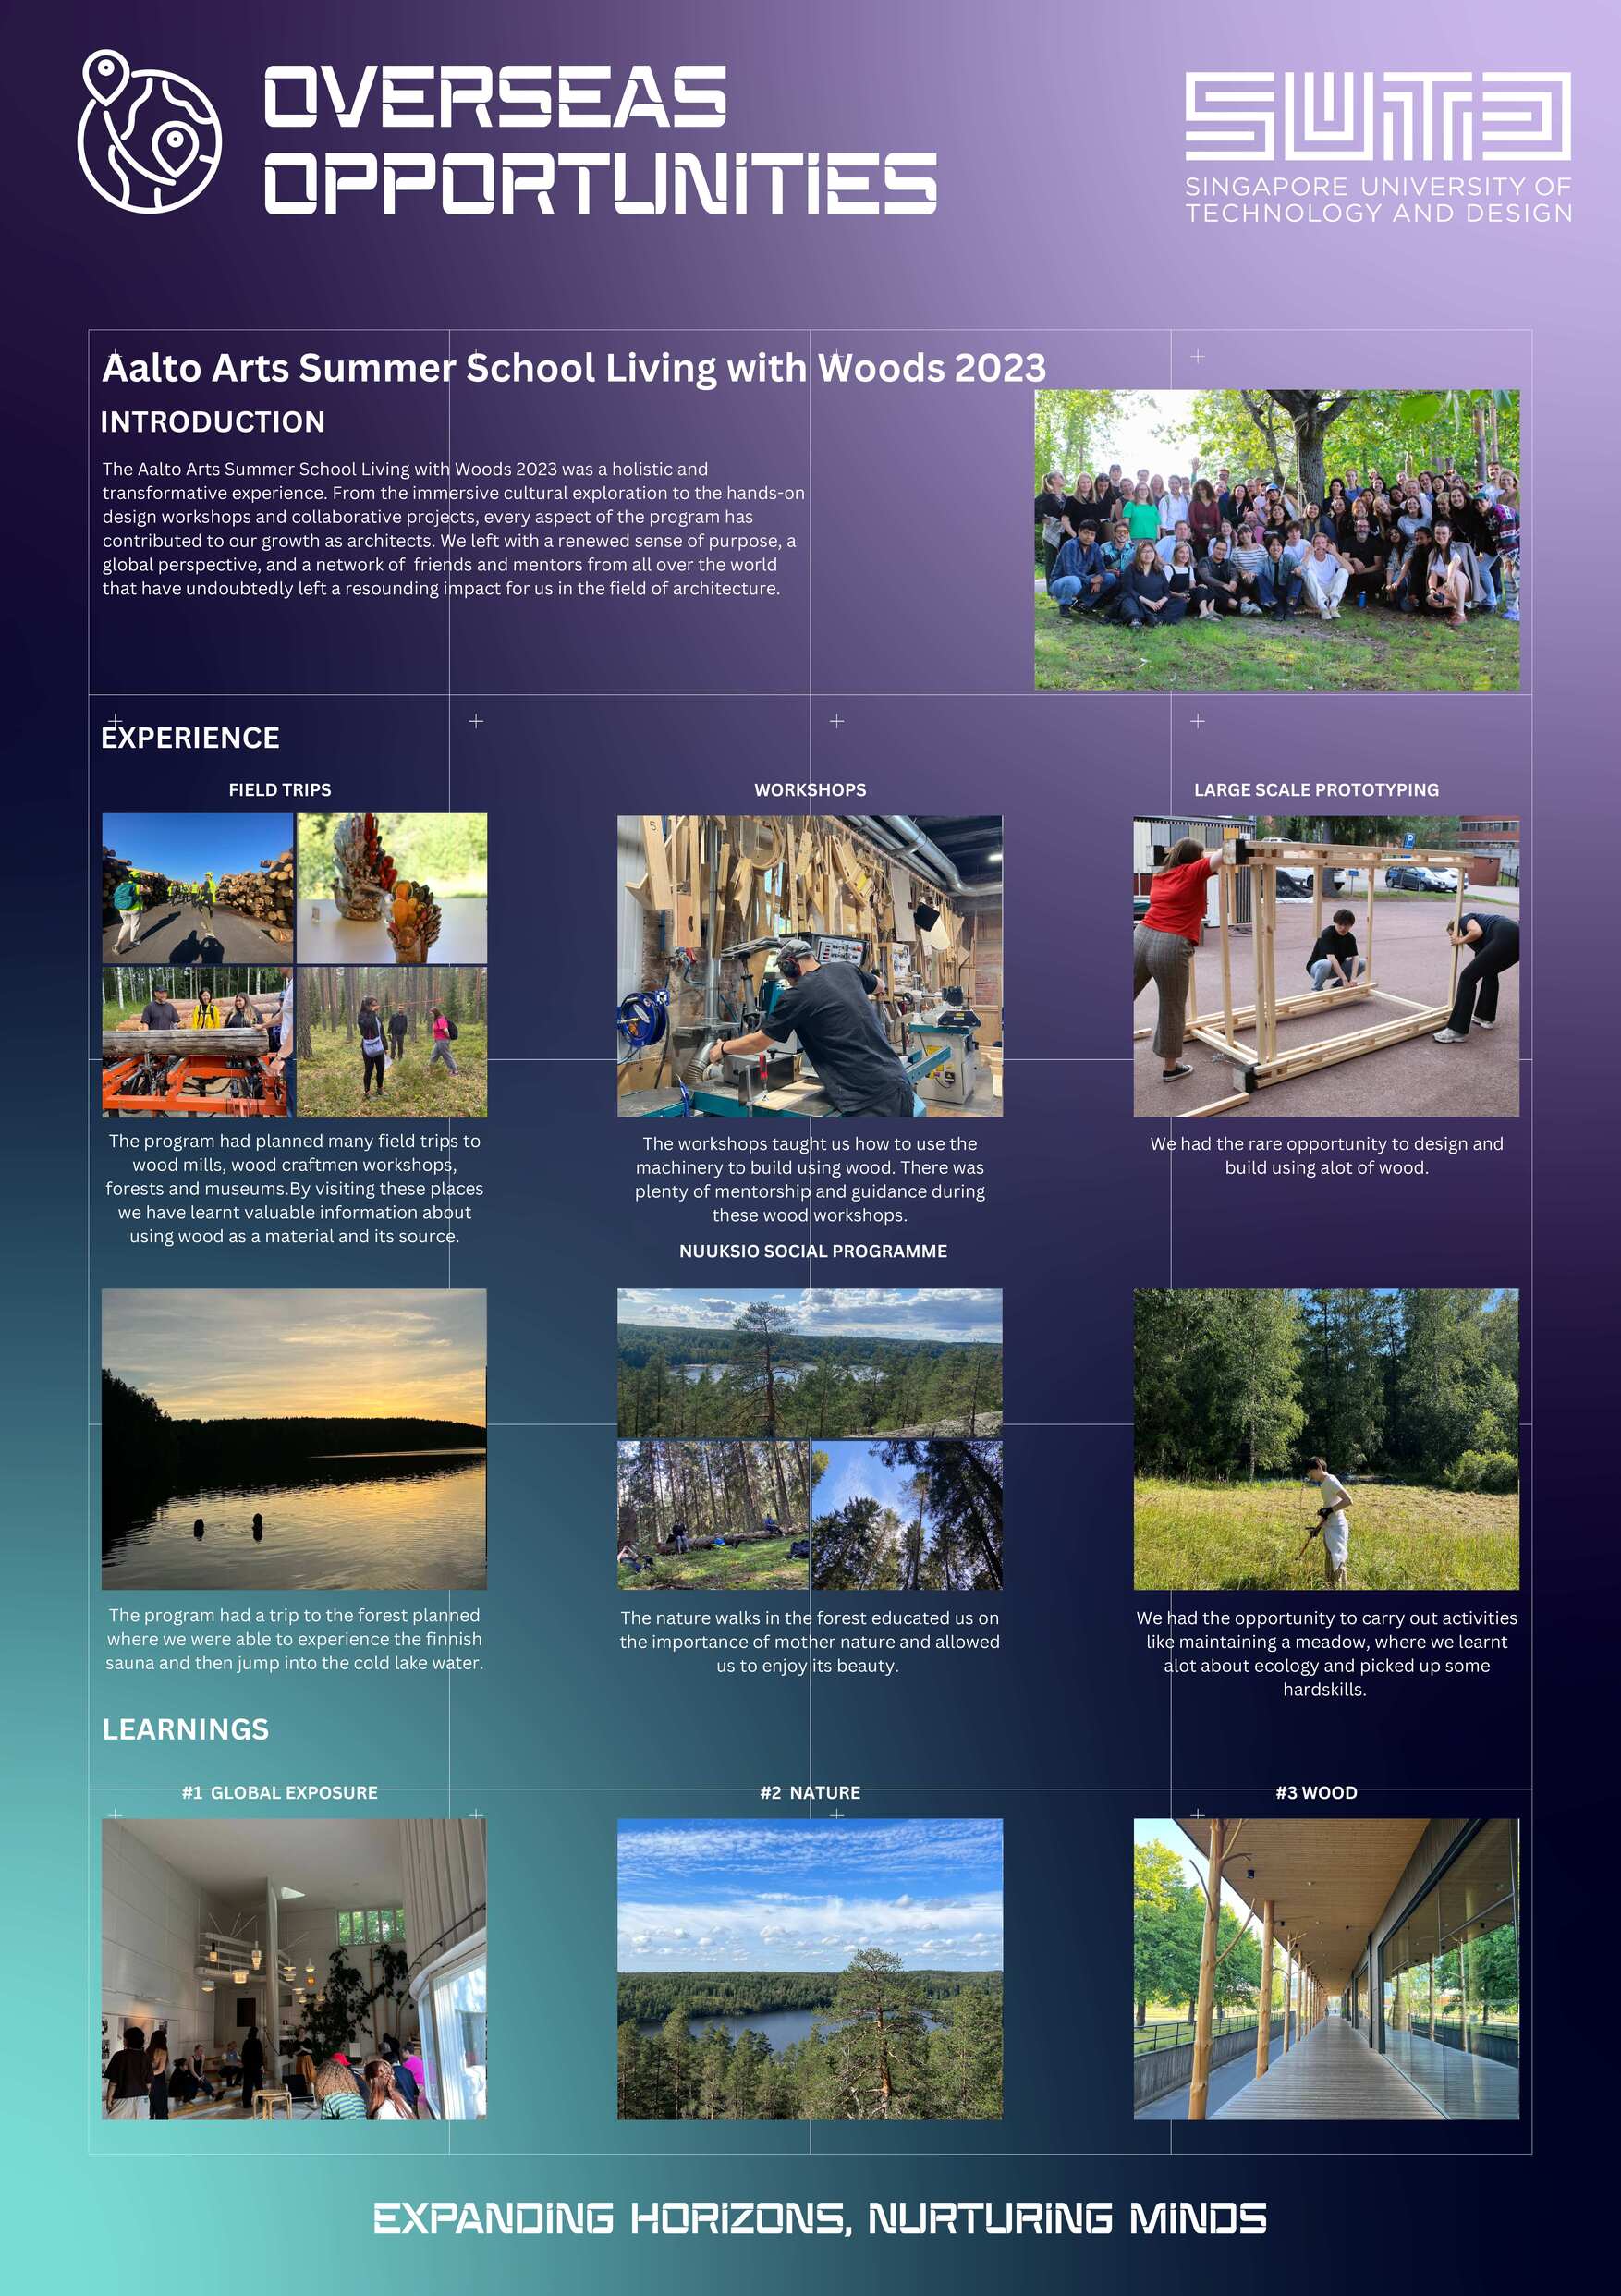 OVERSEAS
OPPORTUNITIES
SUTD
SINGAPORE UNIVERSITY OF
TECHNOLOGY AND DESIGN
Aalto Arts Summer School Living with Woods 2023
INTRODUCTION
The Aalto Arts Summer School Living with Woods 2023 was a holistic and
transformative experience. From the immersive cultural exploration to the hands-on
design workshops and collaborative projects, every aspect of the program has
contributed to our growth as architects. We left with a renewed sense of purpose, a
global perspective, and a network of  friends and mentors from all over the world
that have undoubtedly left a resounding impact for us in the field of architecture.
EXPERIENCE
FIELD TRIPS
The program had planned many field trips to
wood mills, wood craftmen workshops,
forests and museums.By visiting these places
we have learnt valuable information about
using wood as a material and its source.
WORKSHOPS
5
The workshops taught us how to use the
machinery to build using wood. There was
plenty of mentorship and guidance during
these wood workshops.
LARGE SCALE PROTOTYPING
P
We had the rare opportunity to design and
build using alot of wood.
NUUKSIO SOCIAL PROGRAMME
The program had a trip to the forest planned
where we were able to experience the finnish
sauna and then jump into the cold lake water.
The nature walks in the forest educated us on
the importance of mother nature and allowed
us to enjoy its beauty.
We had the opportunity to carry out activities
like maintaining a meadow, where we learnt
alot about ecology and picked up some
hardskills.
LEARNINGS
#1  GLOBAL EXPOSURE
#2  NATURE
#3 WOOD
EXPANDING HORIZONS, NURTURING MINDS